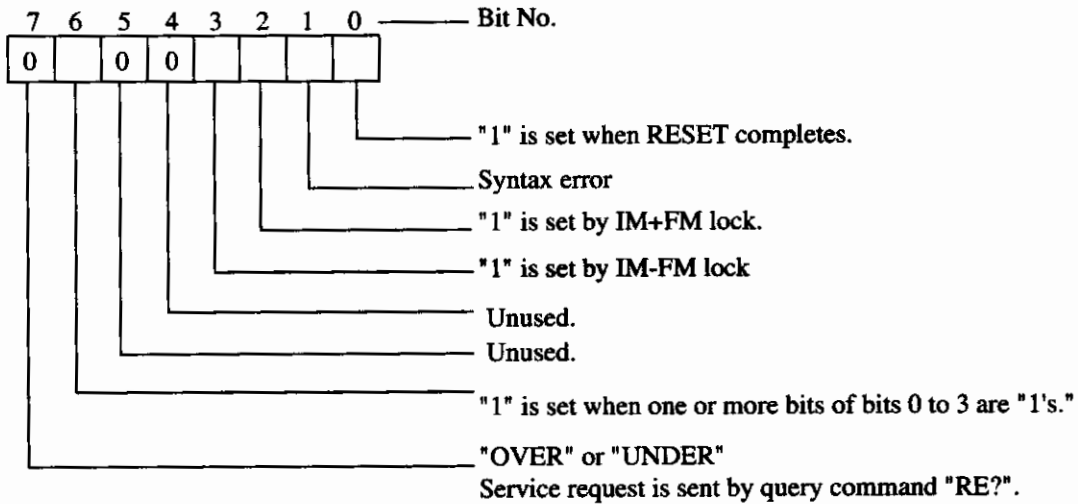 7 6 5 4 3 2 1 0 Bit No.
0 0 0
"1" is set when RESET completes.
Syntax error
"1" is set by IM+FM lock.
"1" is set by IM-FM lock
Unused.
Unused.
"1" is set when one or more bits of bits 0 to 3 are "1's."
"OVER" or "UNDER"
Service request is sent by query command "RE?".